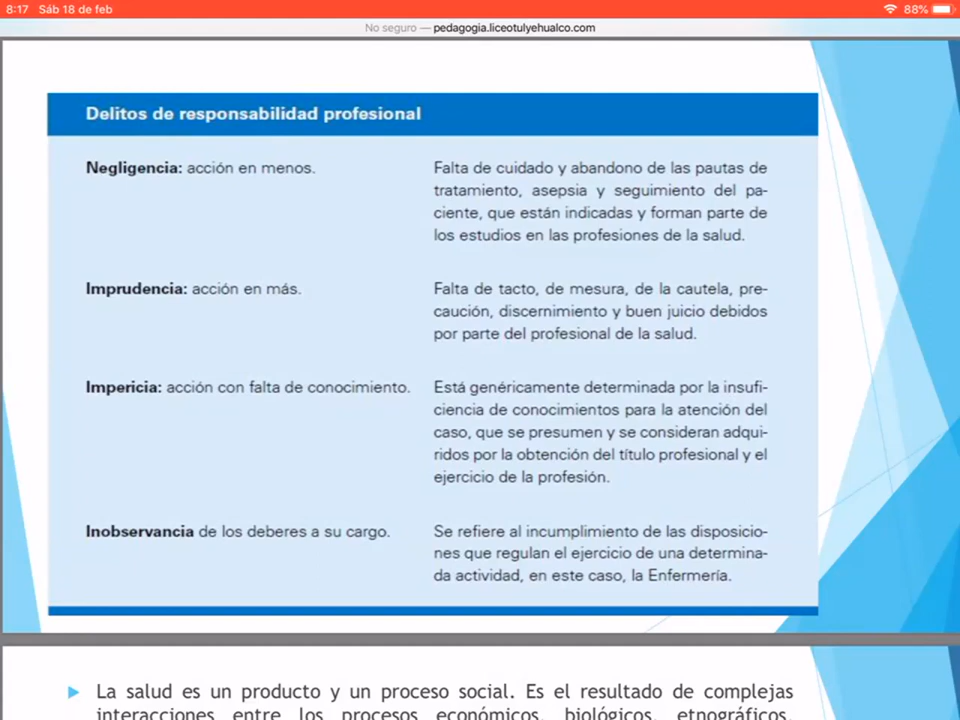 8:17 Sáb 18 de feb
88%
No seguro — pedagogia.liceotulyehualco.com
Delitos de responsabilidad profesional
Negligencia: acción en menos.
Falta de cuidado y abandono de las pautas de
tratamiento, asepsia y seguimiento del pa-
ciente, que están indicadas y forman parte de
los estudios en las profesiones de la salud.
Imprudencia: acción en más.
Falta de tacto, de mesura, de la cautela, pre-
caución, discernimiento y buen juicio debidos
por parte del profesional de la salud.
Impericia: acción con falta de conocimiento.
Está genéricamente determinada por la insufi-
ciencia de conocimientos para la atención del
caso, que se presumen y se consideran adqui-
ridos por la obtención del título profesional y el
ejercicio de la profesión.
Inobservancia de los deberes a su cargo.
Se refiere al incumplimiento de las disposicio-
nes que regulan el ejercicio de una determina-
da actividad, en este caso, la Enfermería.
La salud es un producto y un proceso social. Es el resultado de complejas
interacciones entre los procesos económicos, biológicos, etnográficos,